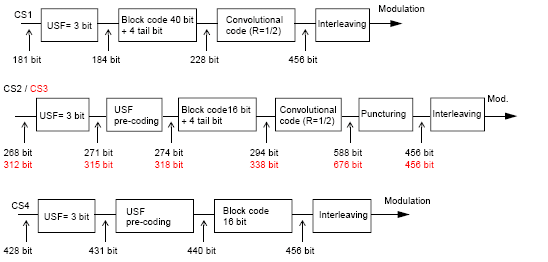 CS1
USF= 3 bit
Block code 40 bit
+ 4 tail bit
Convolutional
code (R=1/2)
Interleaving
Modulation
181 bit
184 bit
228 bit
456 bit
CS2 / CS3
USF= 3 bit
USF
pre-coding
Block code16 bit
+ 4 tail bit
Convolutional
code (R=1/2)
Puncturing
Interleaving
Mod.
268 bit
271 bit
274 bit
294 bit
588 bit
456 bit
312 bit
315 bit
318 bit
338 bit
676 bit
456 bit
CS4
USF= 3 bit
USF
pre-coding
Block code
16 bit
Interleaving
Modulation
428 bit
431 bit
440 bit
456 bit